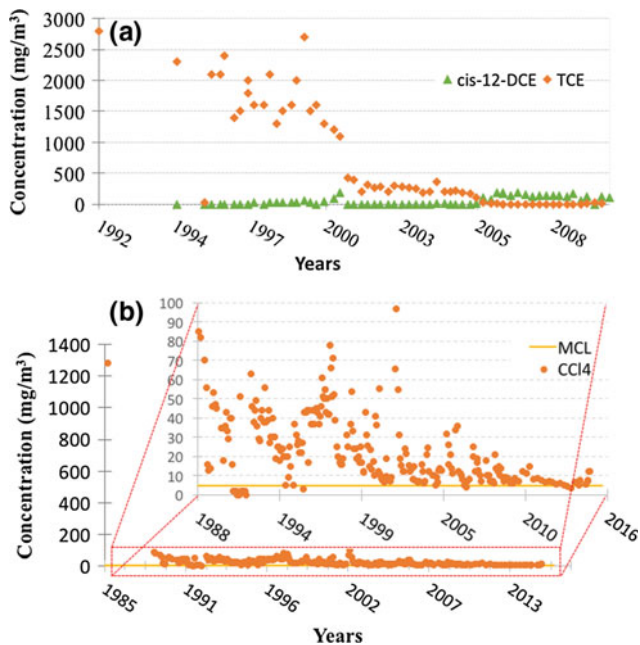 (a)
Concentration (mg/m³)
3000
2500
2000
1500
1000
500
0
cis-12-DCE TCE
1992 1994 1997 2000 2003 2005 2008
Years
(b)
Concentration (mg/m³)
1400
1200
1000
800
600
400
200
0
100
90
80
70
60
50
40
30
20
10
0
MCL
CCl4
1988 1994 1999 2005 2010 2016
1985 1991 1996 2002 2007 2013
Years